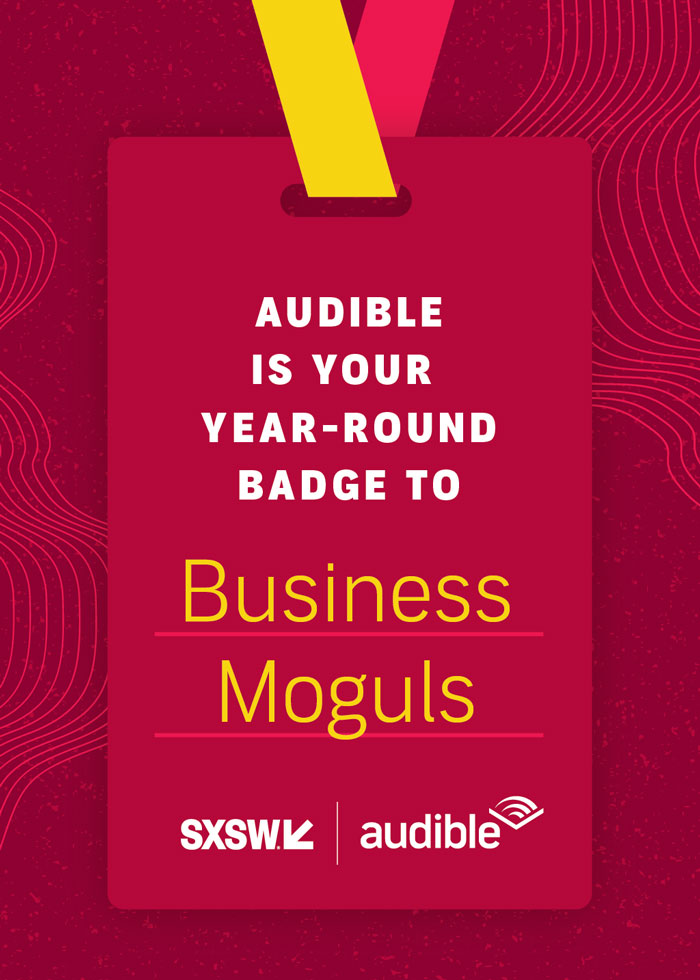 AUDIBLE
IS YOUR
YEAR-ROUND
BADGE TO
Business
Moguls
SXSW. audible